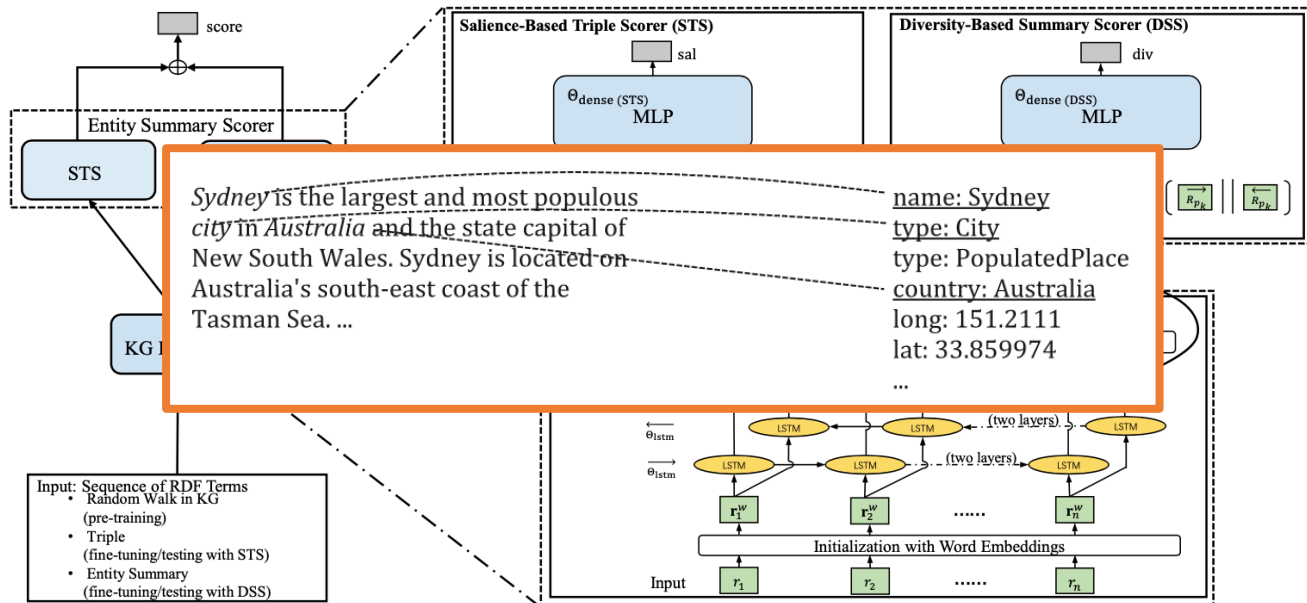 score
Entity Summary Scorer
STS
Salience-Based Triple Scorer (STS)
sal
Θdense (STS)
MLP
Diversity-Based Summary Scorer (DSS)
div
Θdense (DSS)
MLP
Rpk || Rpk
Sydney is the largest and most populous
city in Australia and the state capital of
New South Wales. Sydney is located on
Australia's south-east coast of the
Tasman Sea. ...
name: Sydney
type: City
type: PopulatedPlace
country: Australia
long: 151.2111
lat: 33.859974
...
KG
Θlstm
LSTM
LSTM
(two layers)
LSTM
Θlstm
LSTM
LSTM
(two layers)
LSTM
r1w
r2w
......
rnw
Initialization with Word Embeddings
Input
r1
r2
......
rn
Input: Sequence of RDF Terms
• Random Walk in KG
(pre-training)
• Triple
(fine-tuning/testing with STS)
• Entity Summary
(fine-tuning/testing with DSS)